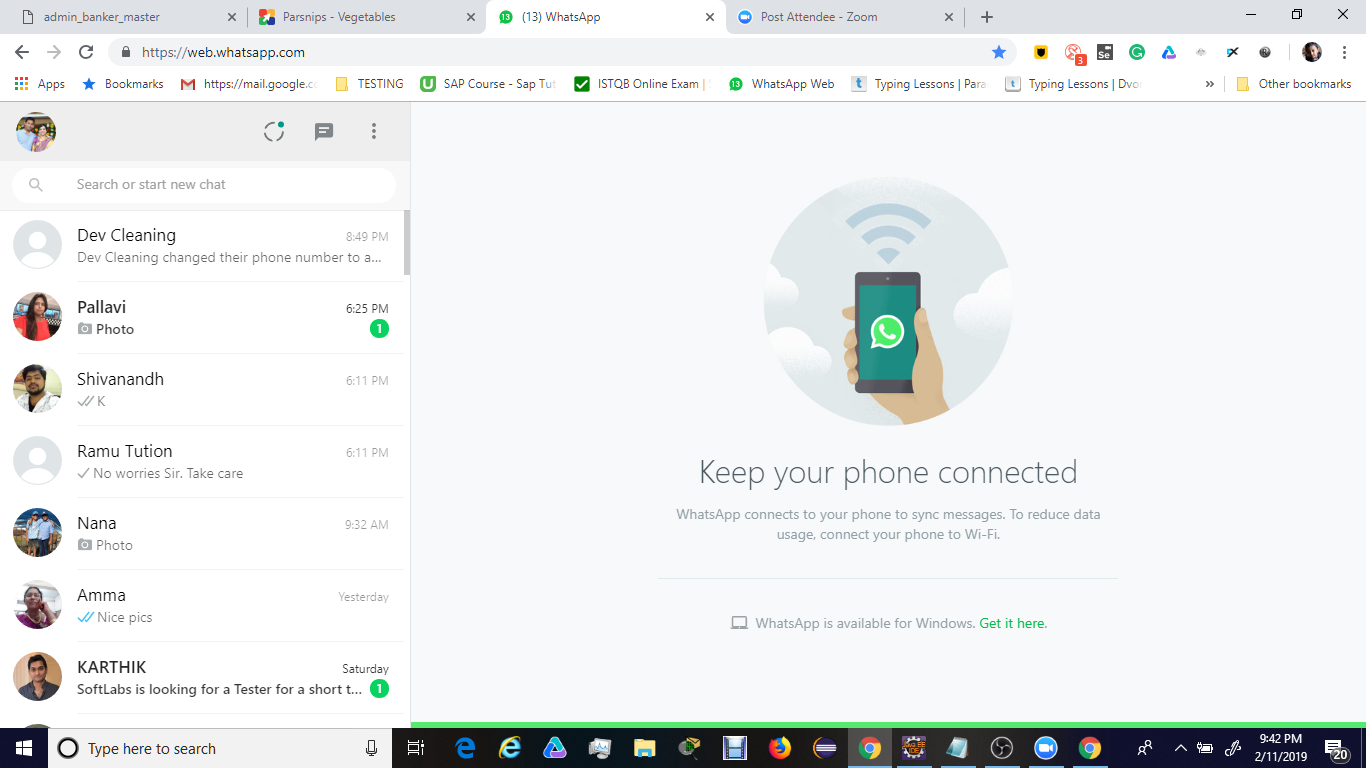 admin_banker_master
Parsnips - Vegetables
(13) WhatsApp
Post Attendee - Zoom
https://web.whatsapp.com
3
Se
Apps
Bookmarks
https://mail.google.co
TESTING
SAP Course - Sap Tut
ISTQB Online Exam |
WhatsApp Web
Typing Lessons | Para
Typing Lessons | Dvo
Other bookmarks
Search or start new chat
Dev Cleaning 8:49 PM
Dev Cleaning changed their phone number to a...
Pallavi 6:25 PM
Photo 1
Shivanandh 6:11 PM
K
Ramu Tution 6:11 PM
No worries Sir. Take care
Nana 9:32 AM
Photo
Amma Yesterday
Nice pics
KARTHIK Saturday
SoftLabs is looking for a Tester for a short t... 1
Keep your phone connected
WhatsApp connects to your phone to sync messages. To reduce data
usage, connect your phone to Wi-Fi.
WhatsApp is available for Windows. Get it here.
Type here to search
9:42 PM
2/11/2019
20